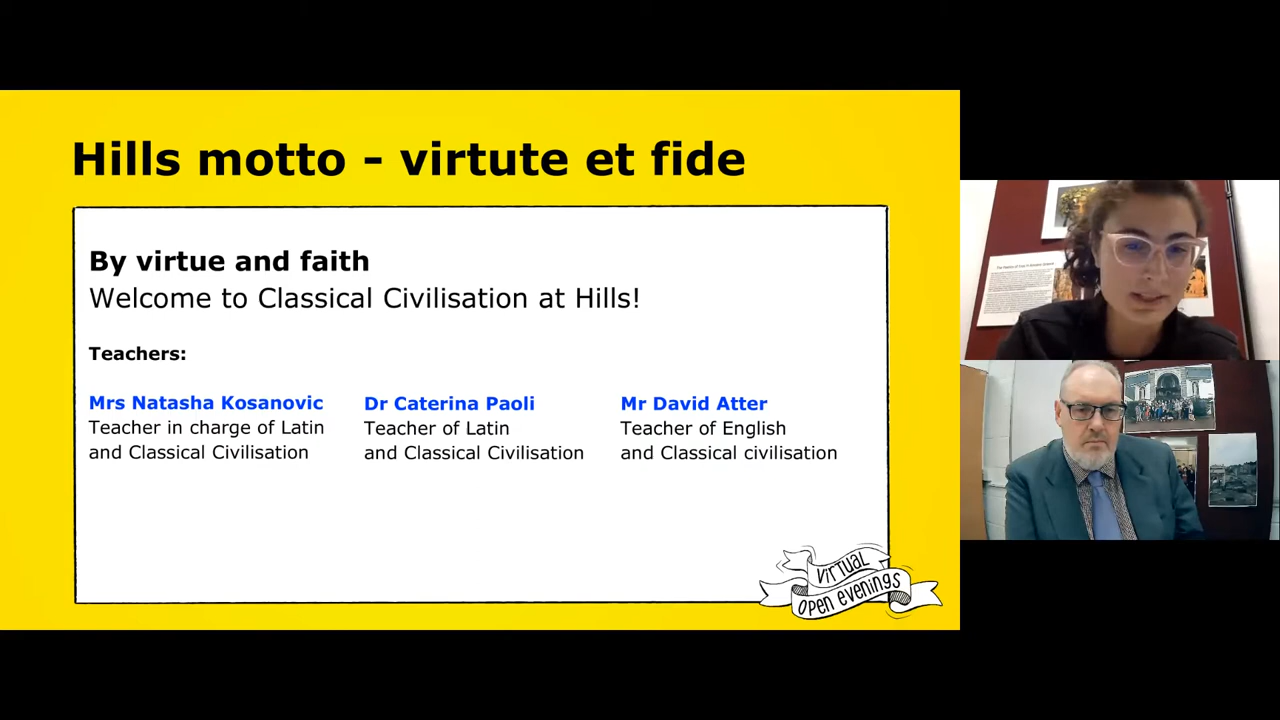 Hills motto - virtute et fide
By virtue and faith
Welcome to Classical Civilisation at Hills!
Teachers:
Mrs Natasha Kosanovic
Teacher in charge of Latin
and Classical Civilisation
Dr Caterina Paoli
Teacher of Latin
and Classical Civilisation
Mr David Atter
Teacher of English
and Classical civilisation
VIRTUAL
OPEN EVENINGS